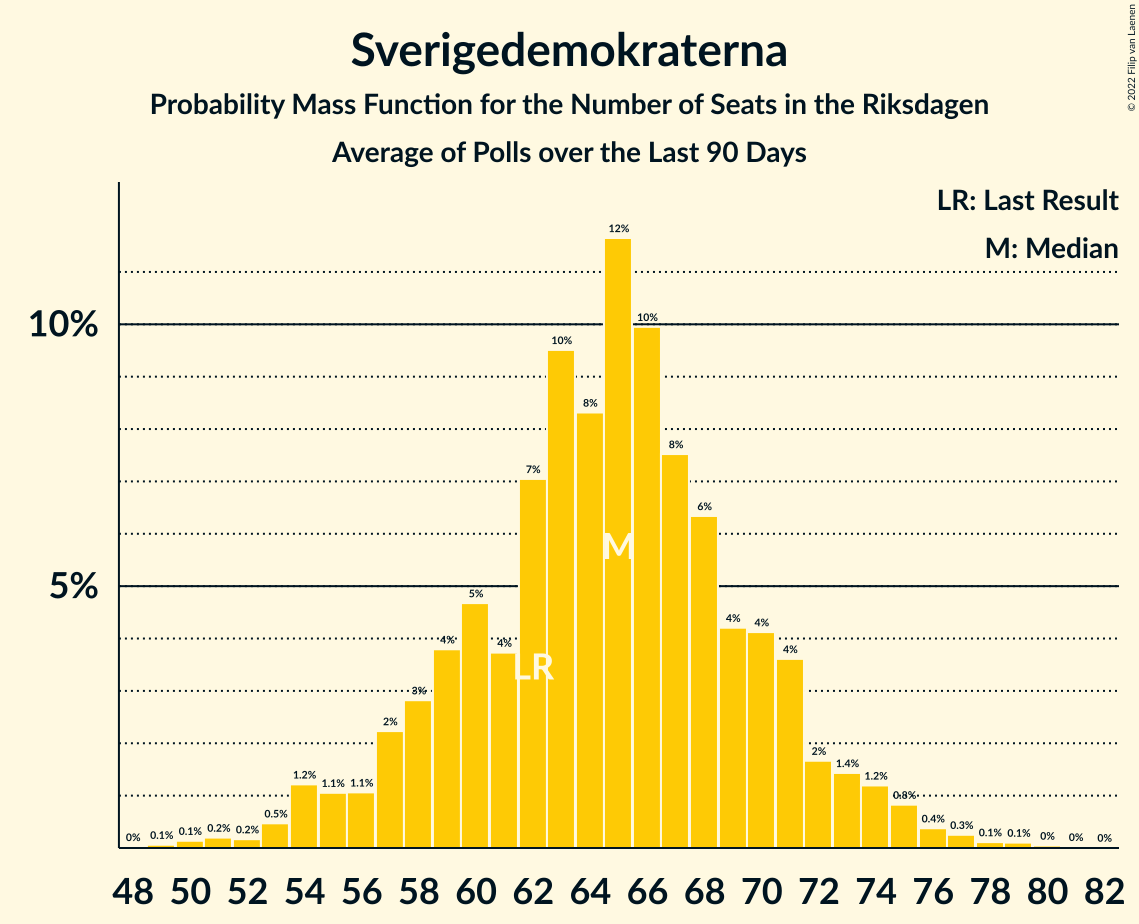 Sverigedemokraterna
Probability Mass Function for the Number of Seats in the Riksdagen
Average of Polls over the Last 90 Days
© 2022 Filip van Laenen
LR: Last Result
M: Median
10%
5%
0% 0.1% 0.1% 0.2% 0.2% 0.5% 1.2% 1.1% 1.1% 2% 3% 4% 5% 4% 7% 10% 8% 12% 10% 8% 6% 4% 4% 4% 2% 1.4% 1.2% 0.8% 0.4% 0.3% 0.1% 0.1% 0% 0% 0%
M
LR
48 50 52 54 56 58 60 62 64 66 68 70 72 74 76 78 80 82